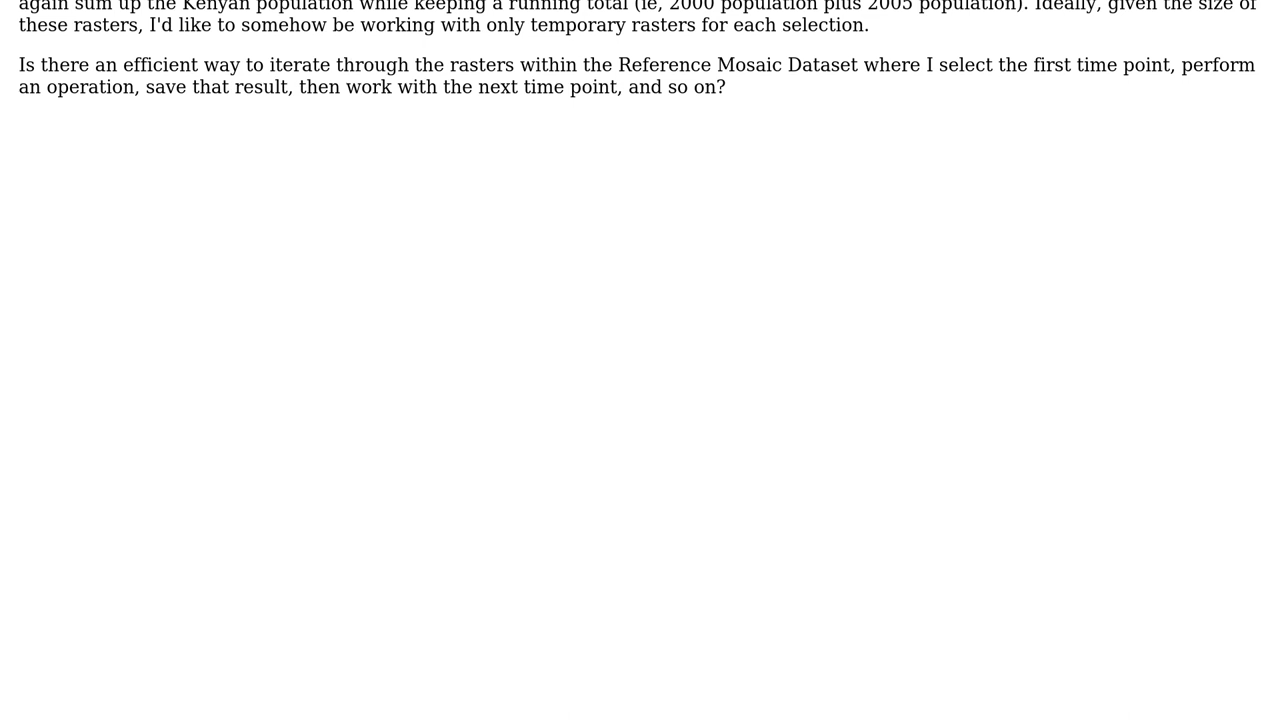 again sum up the Kenyan population while keeping a running total (ie, 2000 population plus 2005 population). Ideally, given the size of
these rasters, I'd like to somehow be working with only temporary rasters for each selection.
Is there an efficient way to iterate through the rasters within the Reference Mosaic Dataset where I select the first time point, perform
an operation, save that result, then work with the next time point, and so on?